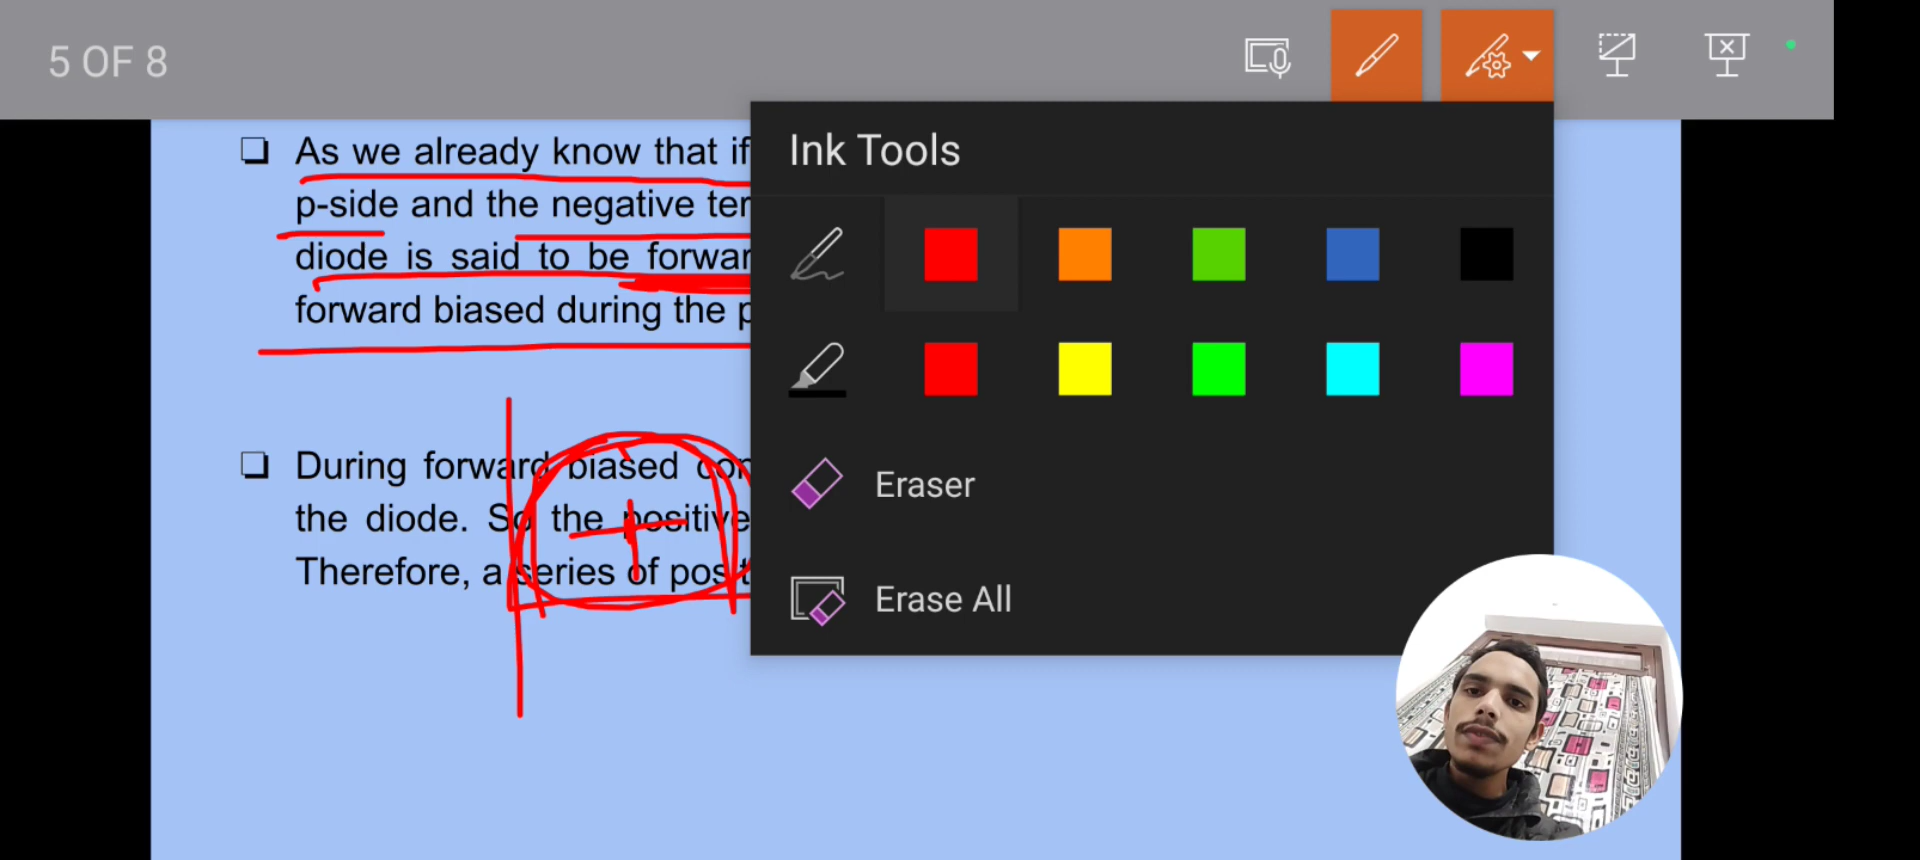 5 OF 8
Ink Tools
As we already know that if
p-side and the negative ter
diode is said to be forwar
forward biased during the p
Eraser
During forward biased con
the diode. So the positive
Therefore, a series of posit
Erase All